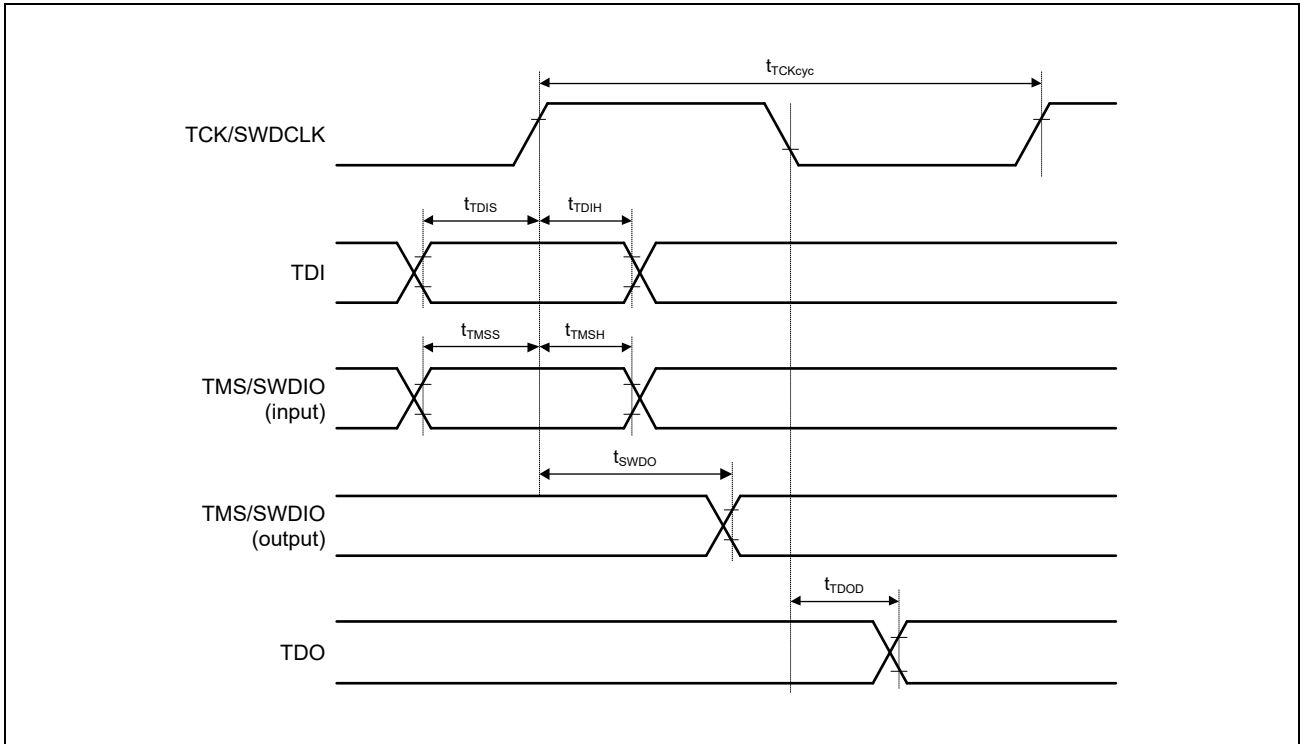 tTCKcyc
TCK/SWDCLK
tTDIS
tTDIH
TDI
tTMSS
tTMSH
TMS/SWDIO
(input)
tSWDO
TMS/SWDIO
(output)
tTDOD
TDO